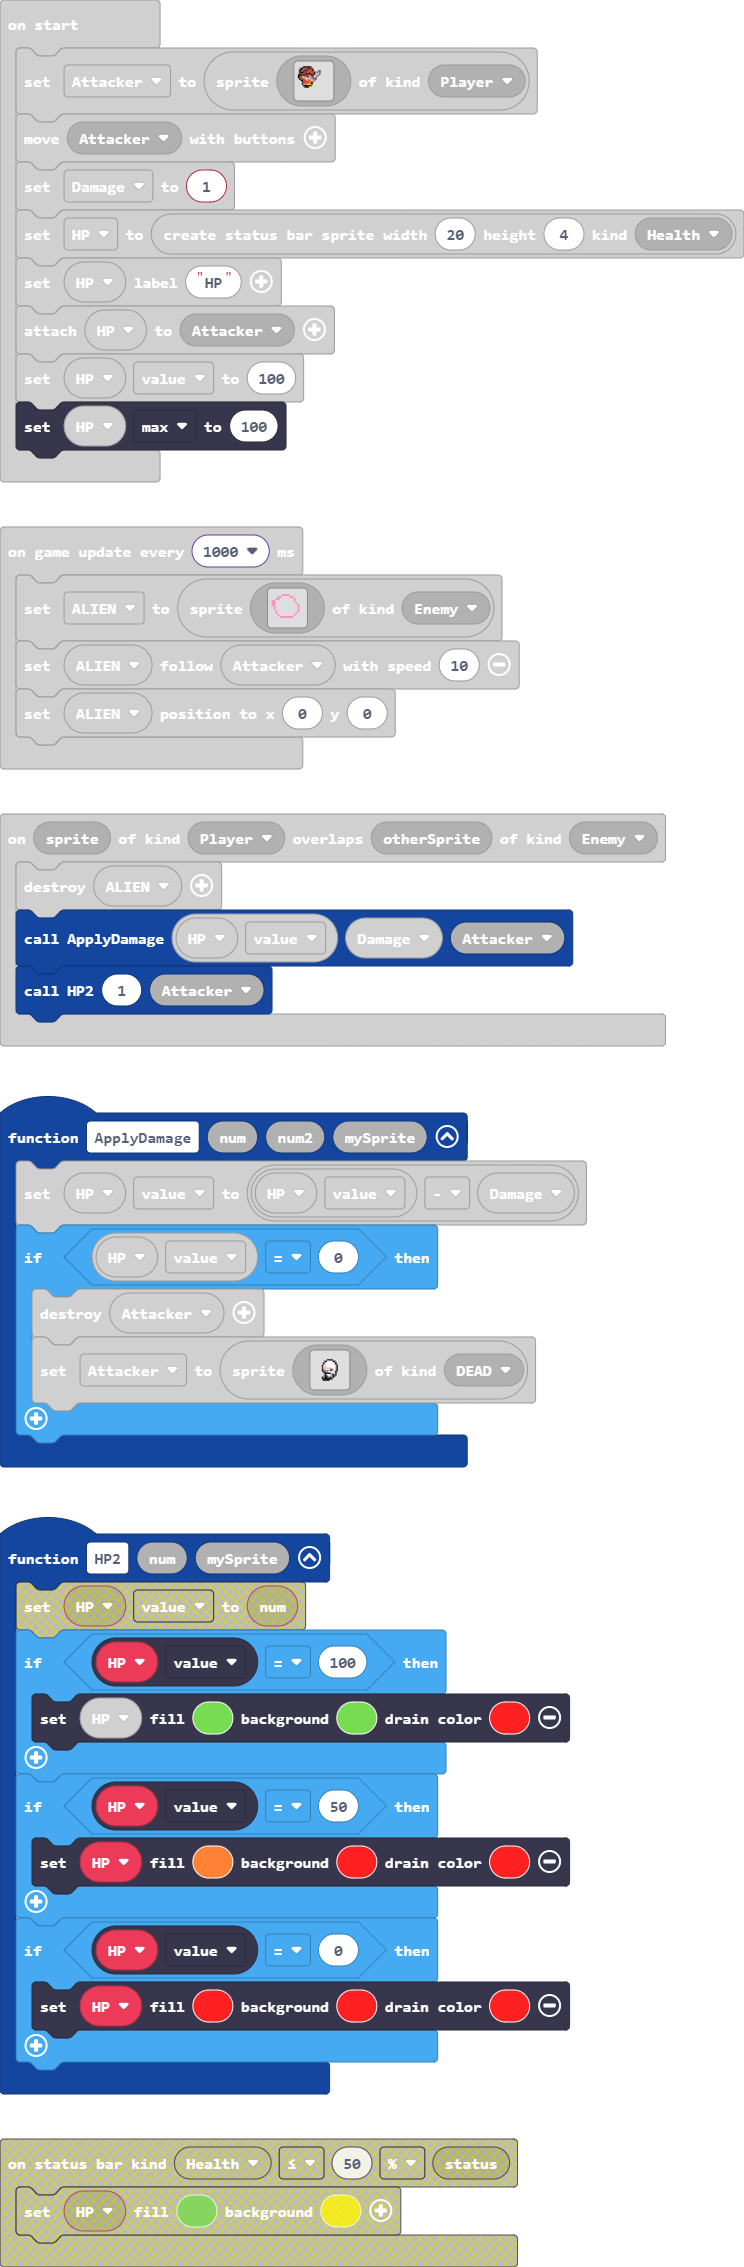 on start
set Attacker to sprite of kind Player
move Attacker with buttons
set Damage to 1
set HP to create status bar sprite width 20 height 4 kind Health
set HP label "HP"
attach HP to Attacker
set HP value to 100
set HP max to 100
on game update every 1000 ms
set ALIEN to sprite of kind Enemy
set ALIEN follow Attacker with speed 10
set ALIEN position to x 0 y 0
on sprite of kind Player overlaps otherSprite of kind Enemy
destroy ALIEN
call ApplyDamage HP value Damage Attacker
call HP2 1 Attacker
function ApplyDamage num num2 mySprite
set HP value to HP value - Damage
if HP value = 0 then
destroy Attacker
set Attacker to sprite of kind DEAD
function HP2 num mySprite
set HP value to num
if HP value = 100 then
set HP fill background drain color
if HP value = 50 then
set HP fill background drain color
if HP value = 0 then
set HP fill background drain color
on status bar kind Health ≤ 50 % status
set HP fill background